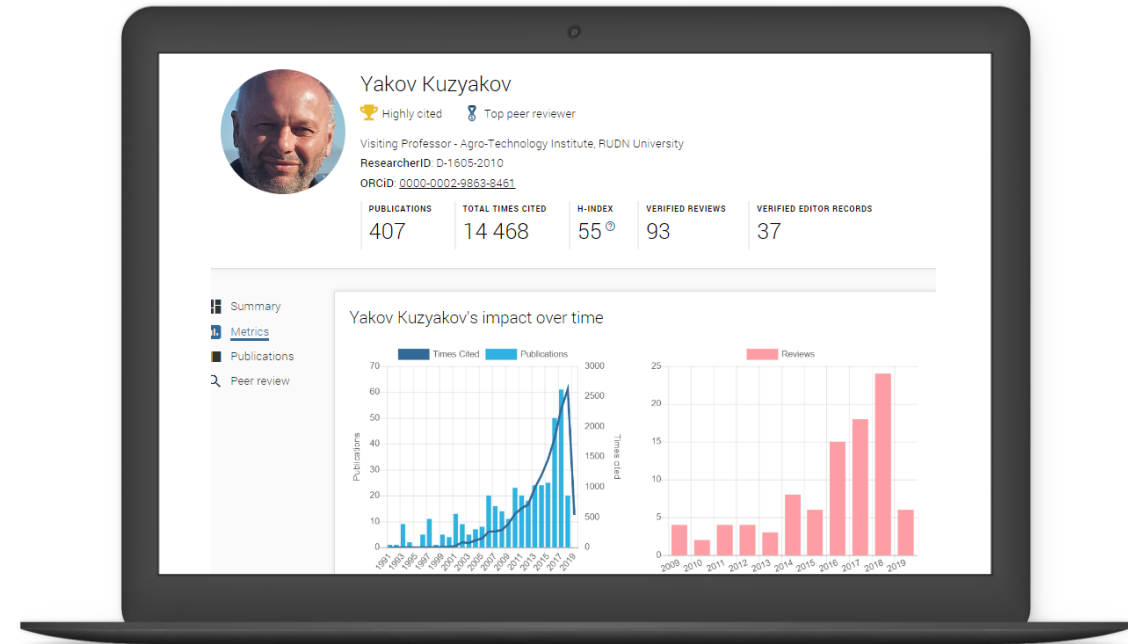 Yakov Kuzyakov
Highly cited Top peer reviewer
Visiting Professor - Agro-Technology Institute, RUDN University
ResearcherID: D-1605-2010
ORCiD: 0000-0002-9863-8461
PUBLICATIONS TOTAL TIMES CITED H-INDEX VERIFIED REVIEWS VERIFIED EDITOR RECORDS
407 14 468 55 93 37
Summary
Metrics
Publications
Peer review
Yakov Kuzyakov's impact over time
Times Cited Publications
70 60 50 40 30 20 10 0
Publications
3000 2500 2000 1500 1000 500 0
Times cited
1991 1993 1995 1997 1999 2001 2003 2005 2007 2009 2011 2013 2015 2017 2019
Reviews
25 20 15 10 5 0
2009 2010 2011 2012 2013 2014 2015 2016 2017 2018 2019